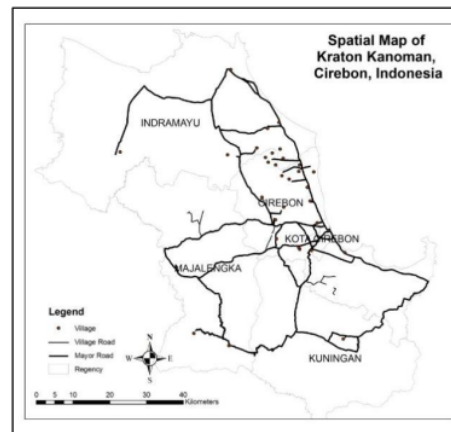 Spatial Map of
Kraton Kanoman,
Cirebon, Indonesia
INDRAMAYU
CIREBON
KOTA CIREBON
MAJALENGKA
KUNINGAN
Legend
Village
Village Road
Mayor Road
Regency
N
W E
S
0 5 10 20 30 40
Kilometers